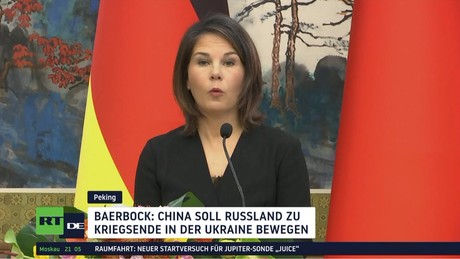 Peking
BAERBOCK: CHINA SOLL RUSSLAND ZU
KRIEGSENDE IN DER UKRAINE BEWEGEN
RT DE
Moskau 21 05 RAUMFAHRT: NEUER STARTVERSUCH FÜR JUPITER-SONDE „JUICE"